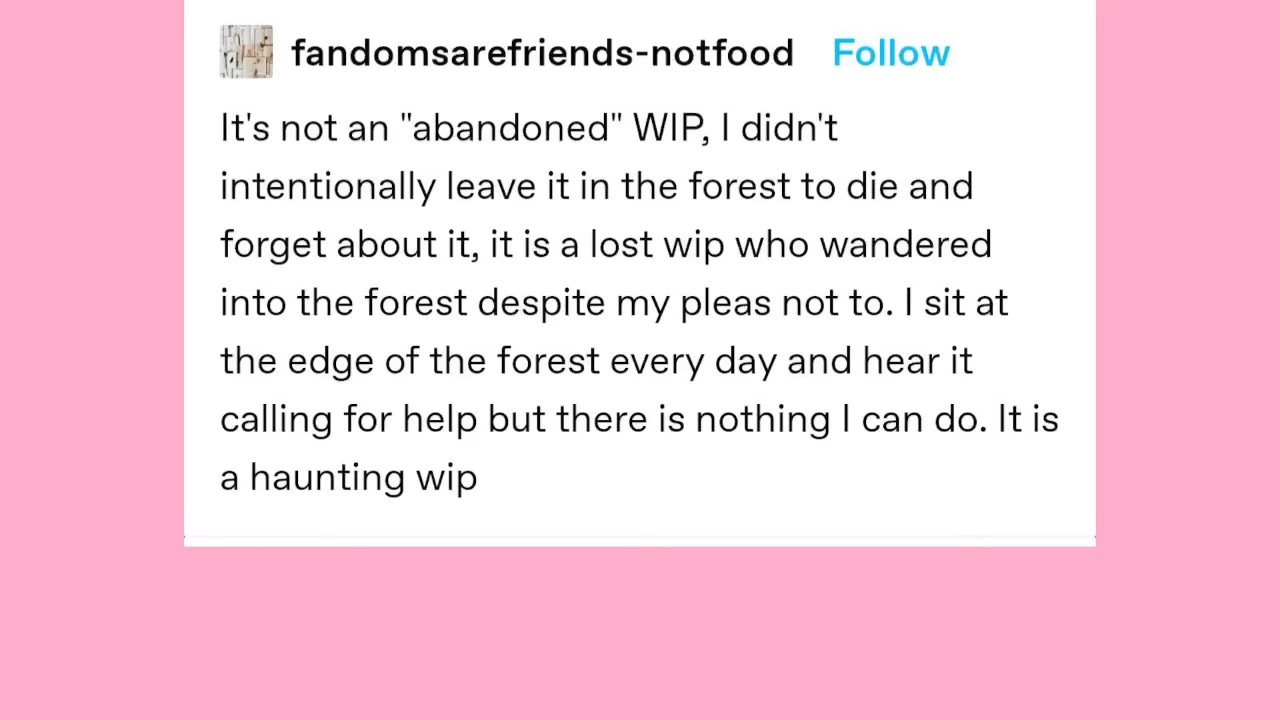 fandomsarefriends-notfood Follow
It's not an "abandoned" WIP, I didn't
intentionally leave it in the forest to die and
forget about it, it is a lost wip who wandered
into the forest despite my pleas not to. I sit at
the edge of the forest every day and hear it
calling for help but there is nothing I can do. It is
a haunting wip